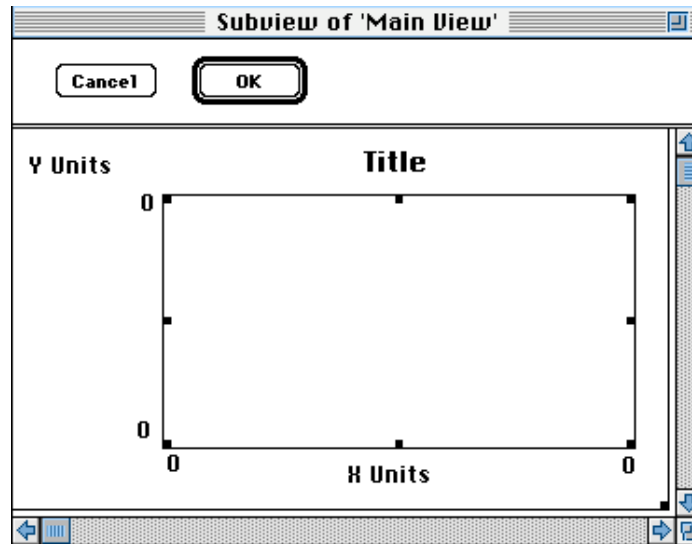 Subview of 'Main View'
Cancel OK
Title
Y Units
0
0
0 0
X Units